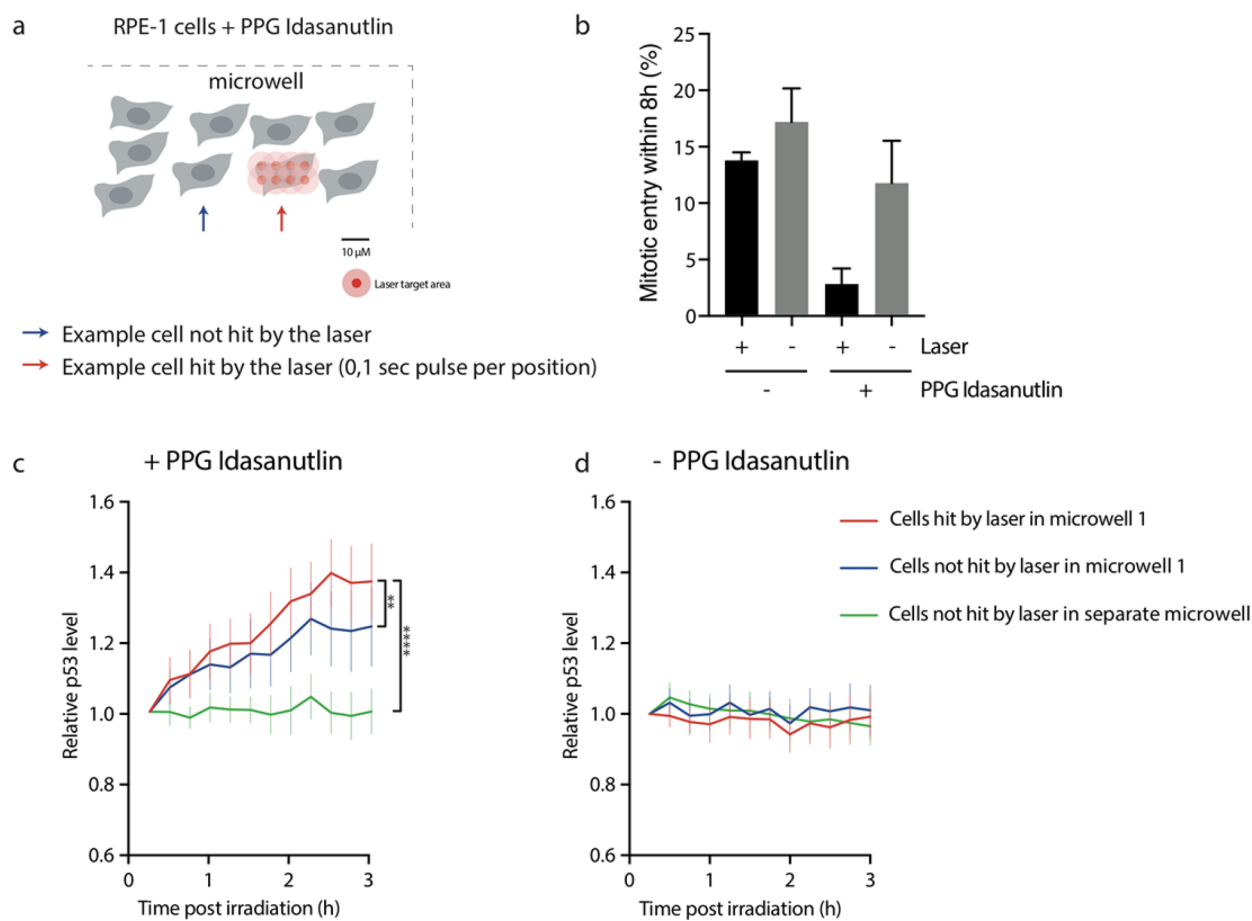 a
RPE-1 cells + PPG Idasanutlin
microwell
10 µM
Laser target area
Example cell not hit by the laser
Example cell hit by the laser (0,1 sec pulse per position)
b
Mitotic entry within 8h (%)
25
20
15
10
5
0
+ - + - Laser
- + PPG Idasanutlin
c
+ PPG Idasanutlin
Relative p53 level
1.6
1.4
1.2
1.0
0.8
0.6
**
****
0 1 2 3
Time post irradiation (h)
d
- PPG Idasanutlin
Relative p53 level
1.6
1.4
1.2
1.0
0.8
0.6
0 1 2 3
Time post irradiation (h)
Cells hit by laser in microwell 1
Cells not hit by laser in microwell 1
Cells not hit by laser in separate microwell